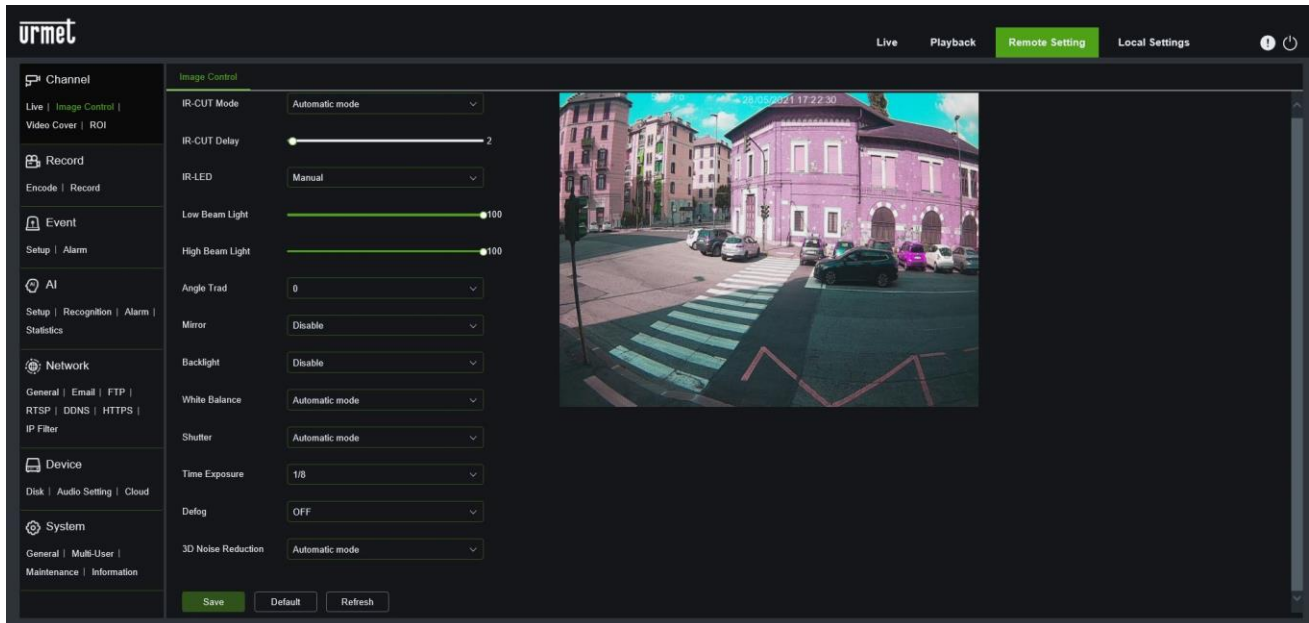 urmet
Live Playback Remote Setting Local Settings
Channel
Live | Image Control |
Video Cover | ROI
Record
Encode | Record
Event
Setup | Alarm
AI
Setup | Recognition | Alarm |
Statistics
Network
General | Email | FTP |
RTSP | DDNS | HTTPS |
IP Filter
Device
Disk | Audio Setting | Cloud
System
General | Multi-User |
Maintenance | Information
Image Control
IR-CUT Mode Automatic mode
IR-CUT Delay 2
IR-LED Manual
Low Beam Light 100
High Beam Light 100
Angle Trad 0
Mirror Disable
Backlight Disable
White Balance Automatic mode
Shutter Automatic mode
Time Exposure 1/8
Defog OFF
3D Noise Reduction Automatic mode
Save Default Refresh
28/05/2021 17:22:30